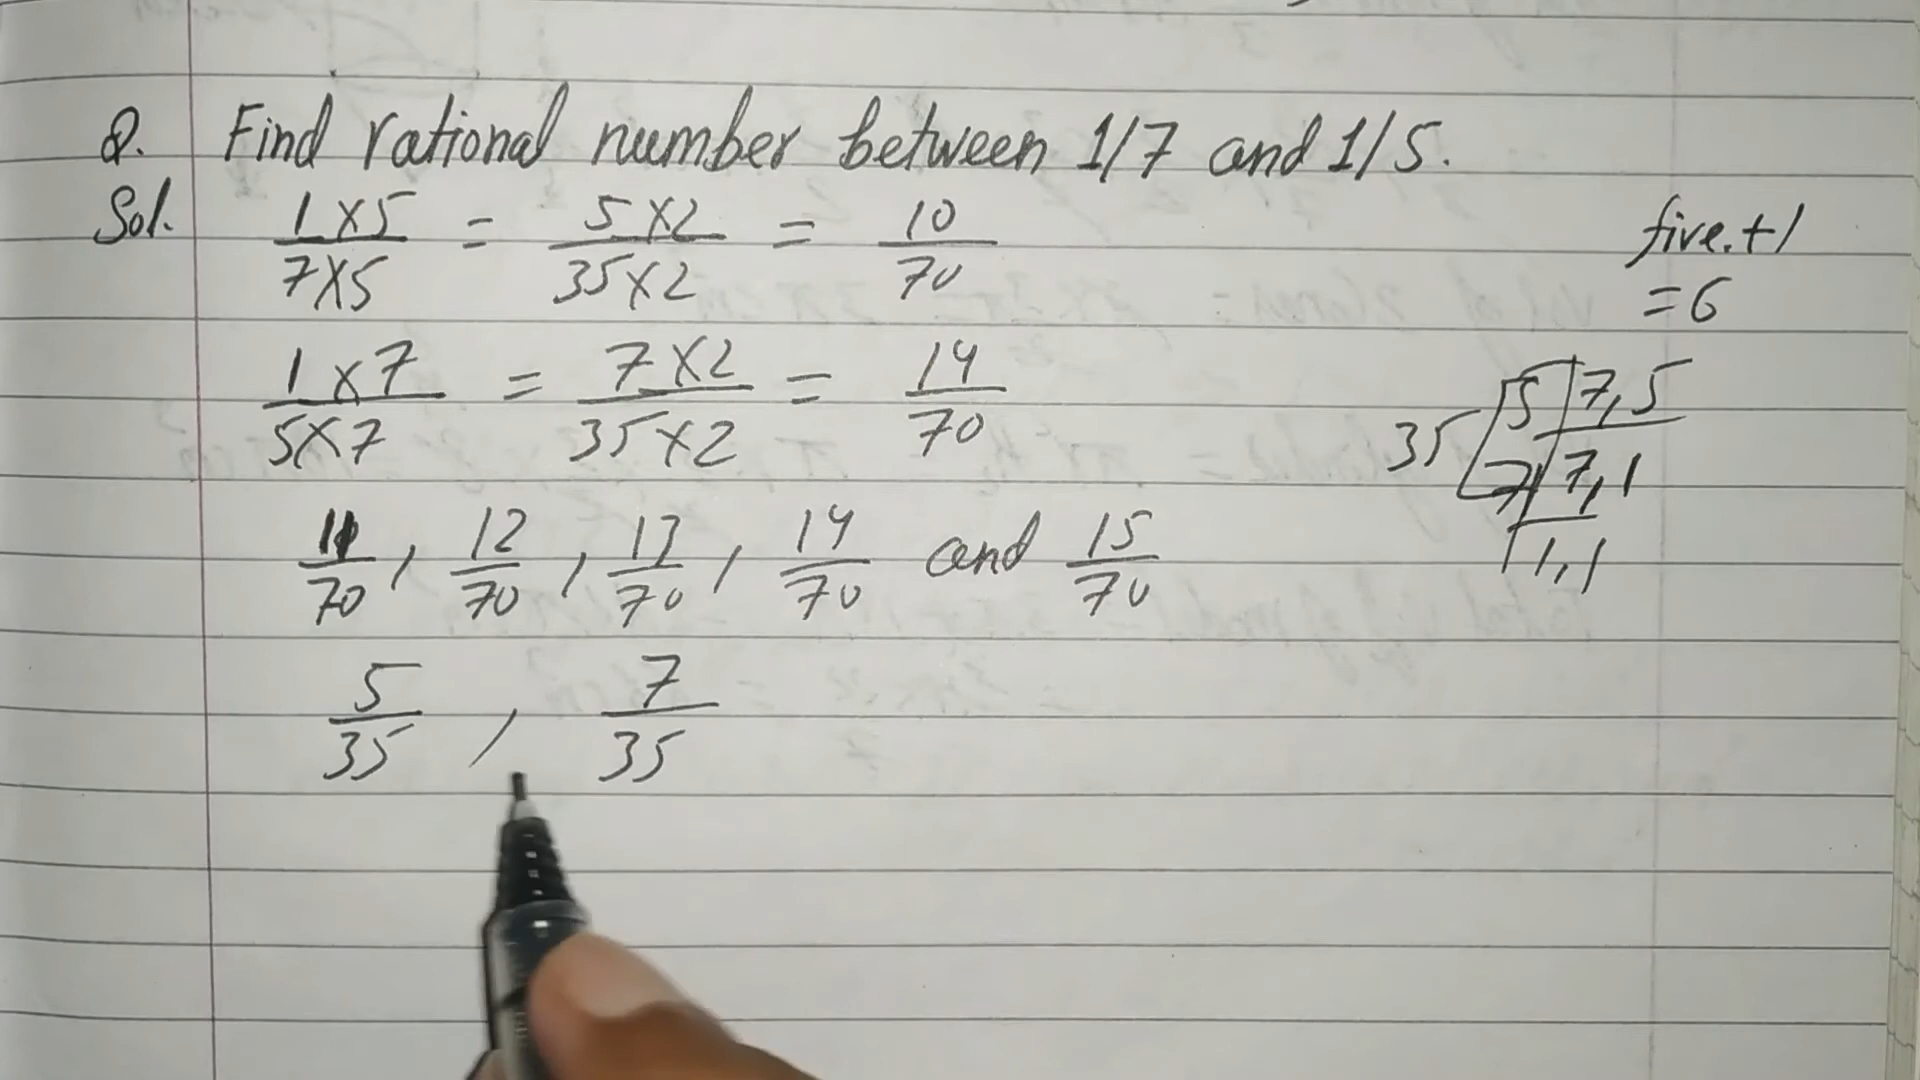 Q. Find rational number between 1/7 and 1/5.
Sol. 1×5/7×5 = 5×2/35×2 = 10/70
1×7/5×7 = 7×2/35×2 = 14/70
11/70, 12/70, 13/70, 14/70 and 15/70
5/35, 7/35
five.+1
=6
35 5 7,5
7 7,1
1,1